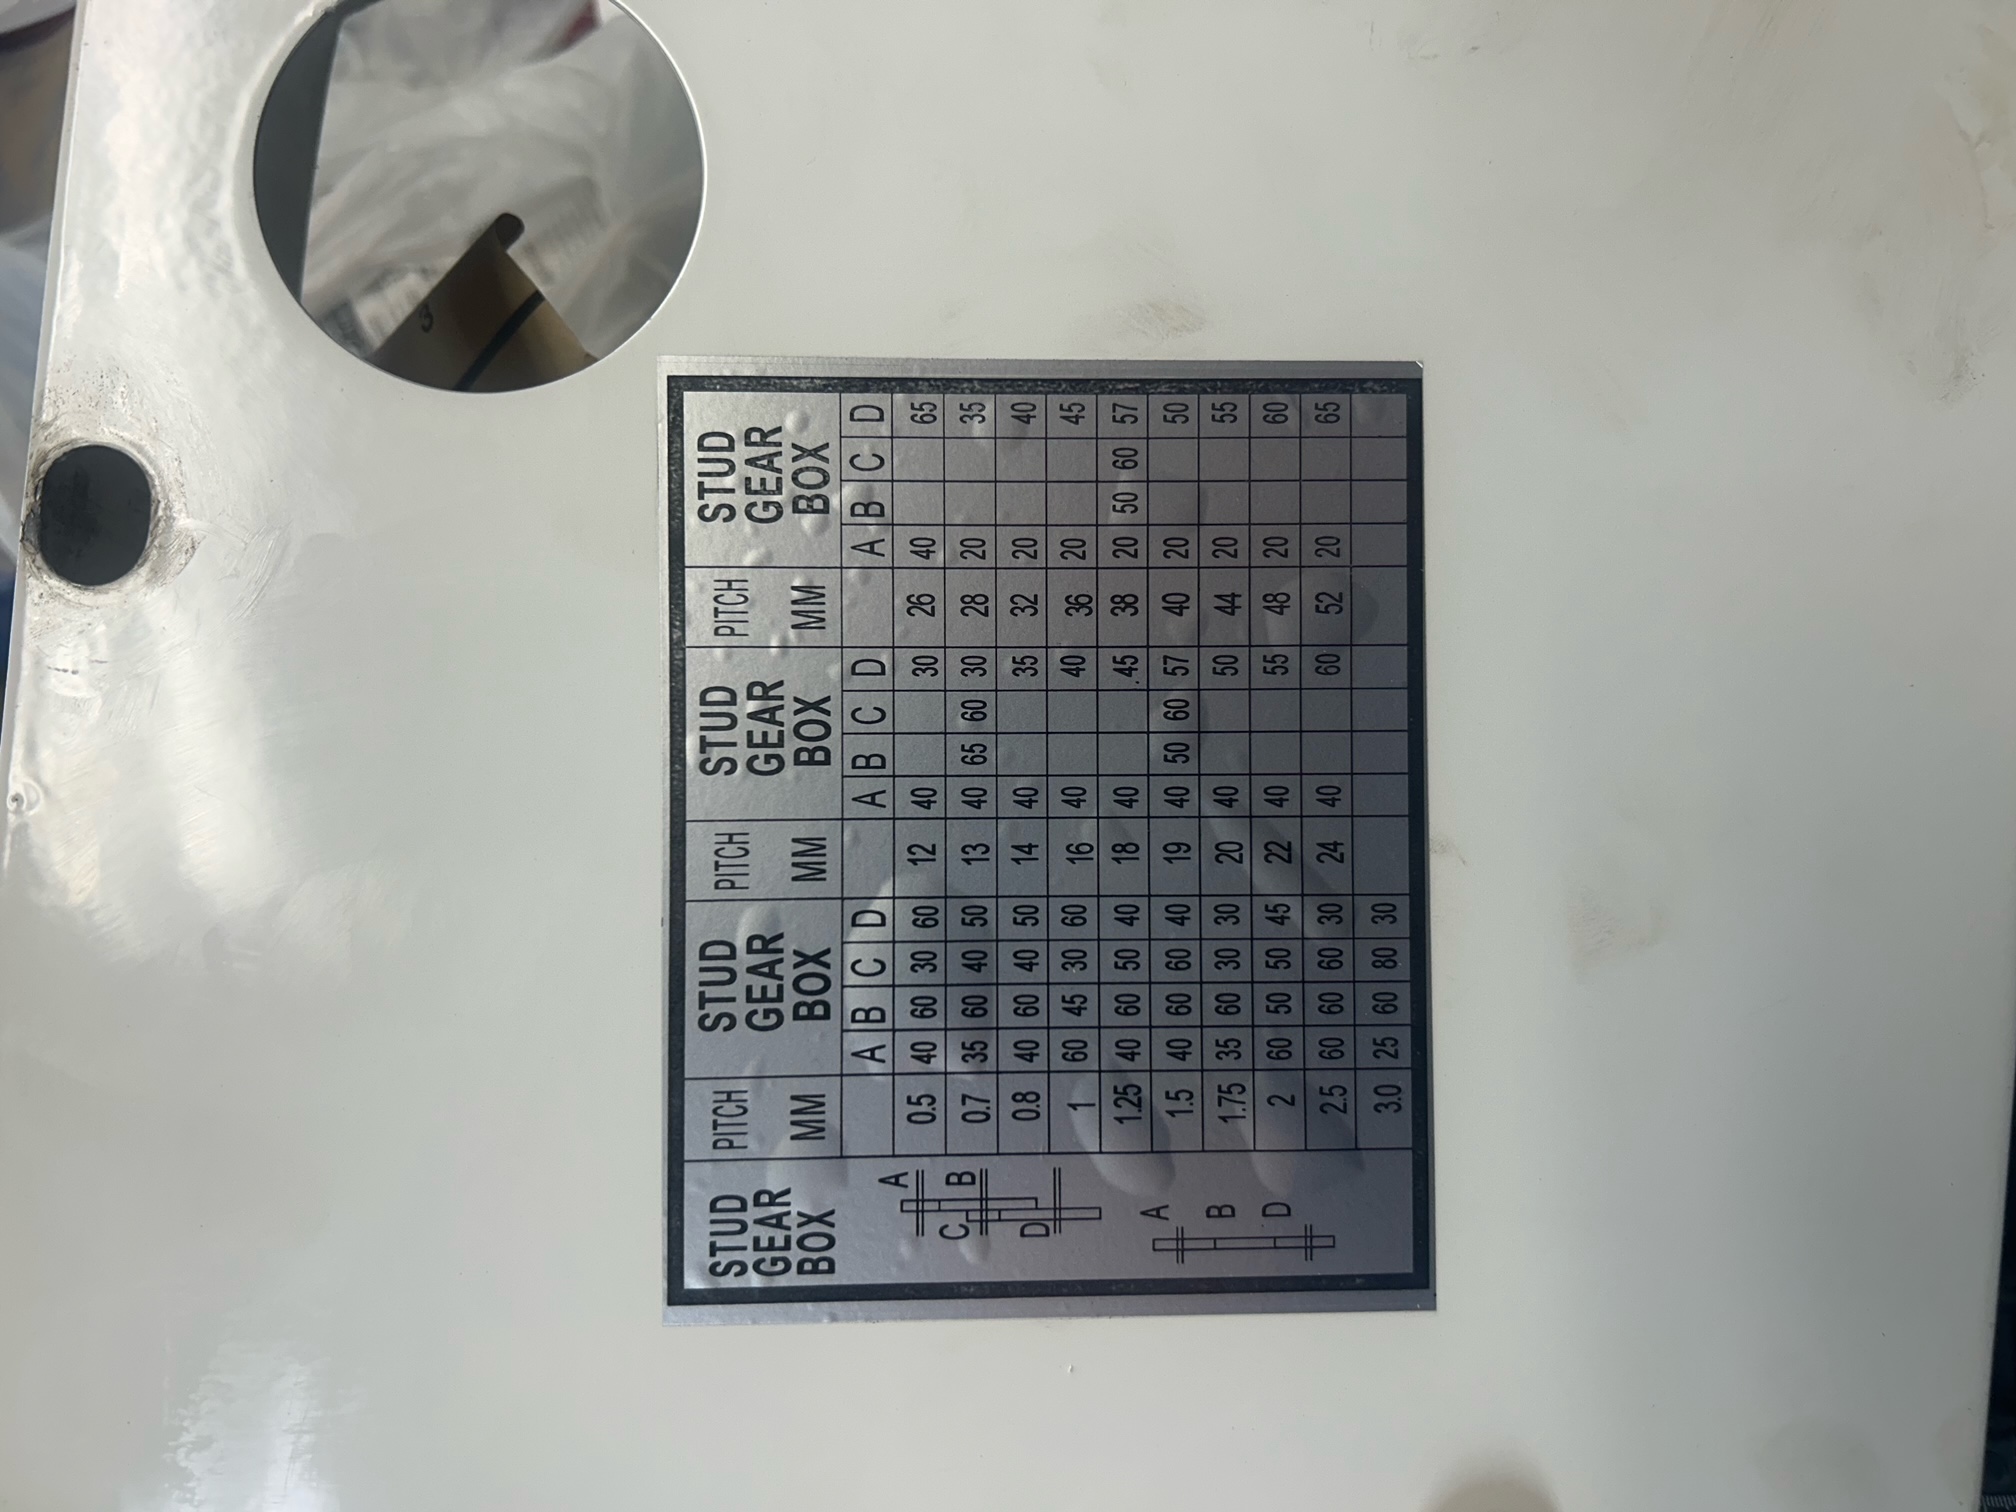 STUD GEAR BOX PITCH MM STUD GEAR BOX PITCH MM STUD GEAR BOX PITCH MM STUD GEAR BOX
A B C D A B C D A B C D
0.5 40 60 30 60 12 40 30 26 40 65
0.7 35 60 40 50 13 40 65 60 30 28 20 35
0.8 40 60 40 50 14 40 35 32 20 40
1 60 45 30 60 16 40 40 36 20 45
1.25 40 60 50 40 18 40 .45 38 20 50 60 57
1.5 40 60 60 40 19 40 50 60 57 40 20 50
1.75 35 60 30 30 20 40 50 44 20 55
2 60 50 50 45 22 40 55 48 20 60
2.5 60 60 60 30 24 40 60 52 20 65
3.0 25 60 80 30
A
C B
D
A
B
D
3